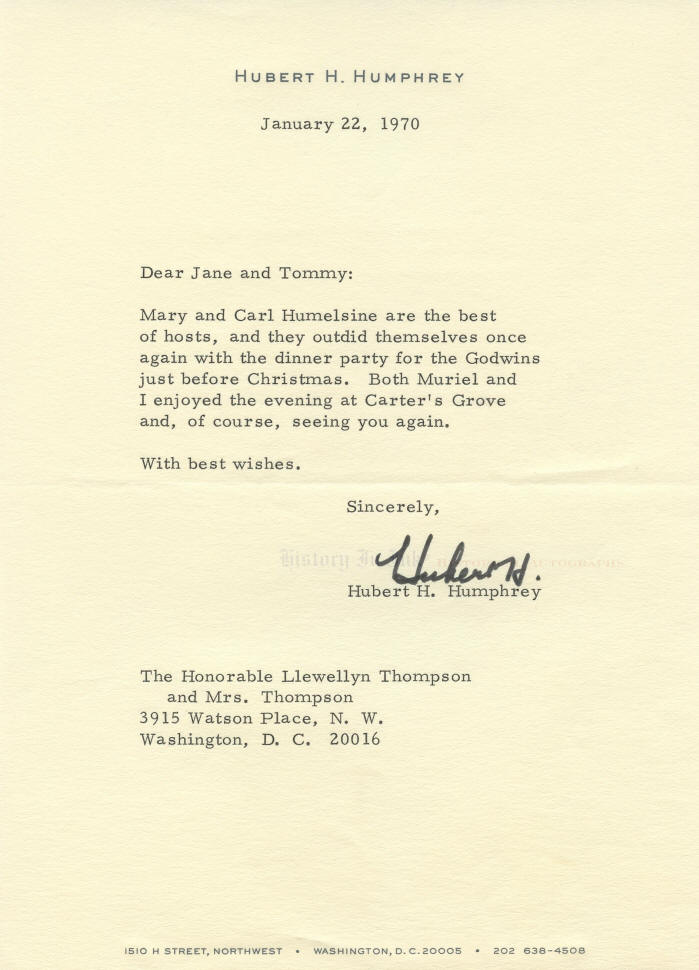 HUBERT H. HUMPHREY
January 22, 1970
Dear Jane and Tommy:
Mary and Carl Humelsine are the best
of hosts, and they outdid themselves once
again with the dinner party for the Godwins
just before Christmas. Both Muriel and
I enjoyed the evening at Carter's Grove
and, of course, seeing you again.
With best wishes.
Sincerely,
Hubert H.
History In Ink AUTOGRAPHS
Hubert H. Humphrey
The Honorable Llewellyn Thompson
and Mrs. Thompson
3915 Watson Place, N. W.
Washington, D. C. 20016
1510 H STREET, NORTHWEST • WASHINGTON, D. C. 20005 • 202 638-4508